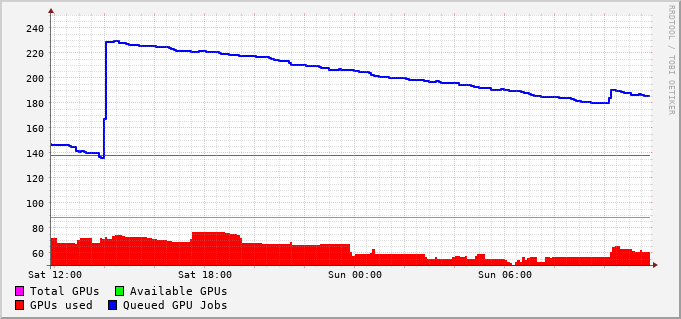 240
220
200
180
160
140
120
100
80
60
Sat 12:00 Sat 18:00 Sun 00:00 Sun 06:00
Total GPUs Available GPUs
GPUs used Queued GPU Jobs
RRDTOOL / TOBI OETIKER